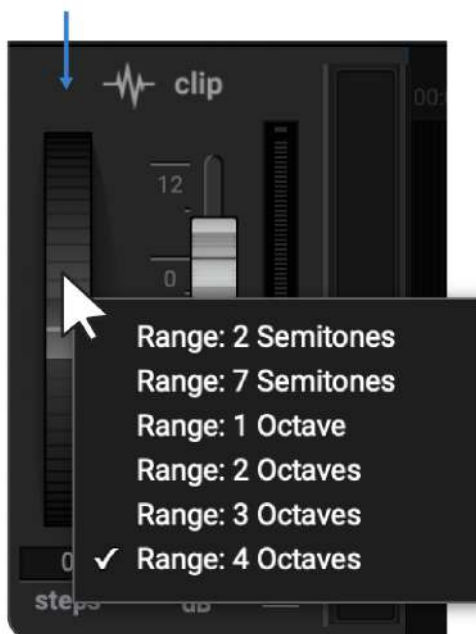 clip
00:
12
0
Range: 2 Semitones
Range: 7 Semitones
Range: 1 Octave
Range: 2 Octaves
Range: 3 Octaves
✓ Range: 4 Octaves
0
steps
dB